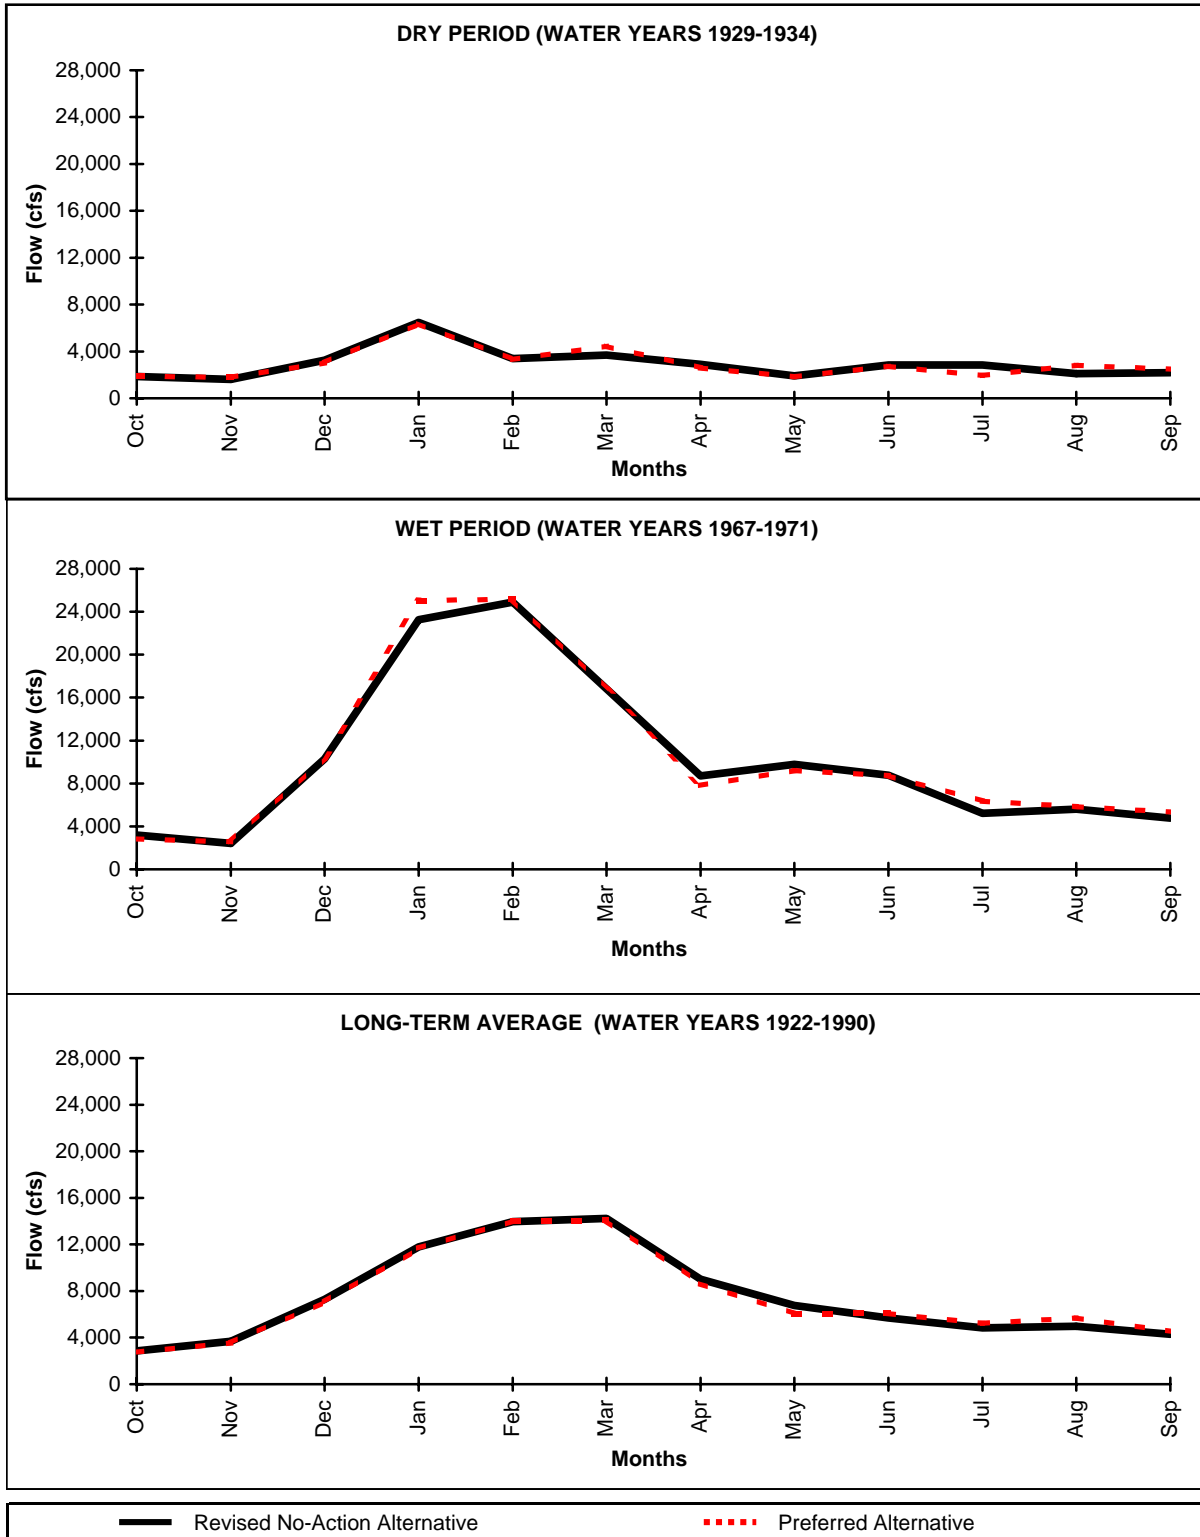 DRY PERIOD (WATER YEARS 1929-1934)
28,000
24,000
20,000
16,000
12,000
8,000
4,000
0
Flow (cfs)
Oct Nov Dec Jan Feb Mar Apr May Jun Jul Aug Sep
Months
WET PERIOD (WATER YEARS 1967-1971)
28,000
24,000
20,000
16,000
12,000
8,000
4,000
0
Flow (cfs)
Oct Nov Dec Jan Feb Mar Apr May Jun Jul Aug Sep
Months
LONG-TERM AVERAGE (WATER YEARS 1922-1990)
28,000
24,000
20,000
16,000
12,000
8,000
4,000
0
Flow (cfs)
Oct Nov Dec Jan Feb Mar Apr May Jun Jul Aug Sep
Months
Revised No-Action Alternative Preferred Alternative